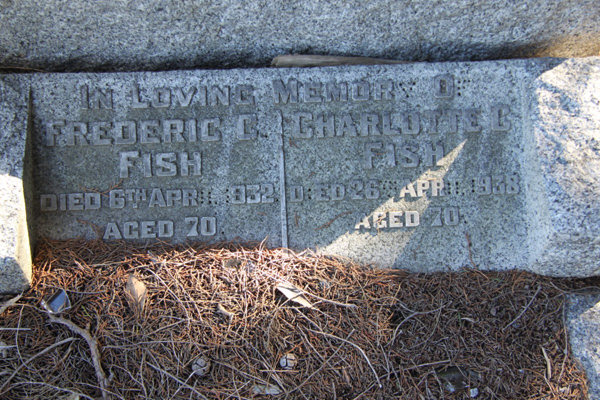 IN LOVING MEMORY O
FREDERIC C. FISH
DIED 6TH APRIL 1932
AGED 70.
CHARLOTTE C FISH
DIED 26TH APRIL 1938
AGED 70.